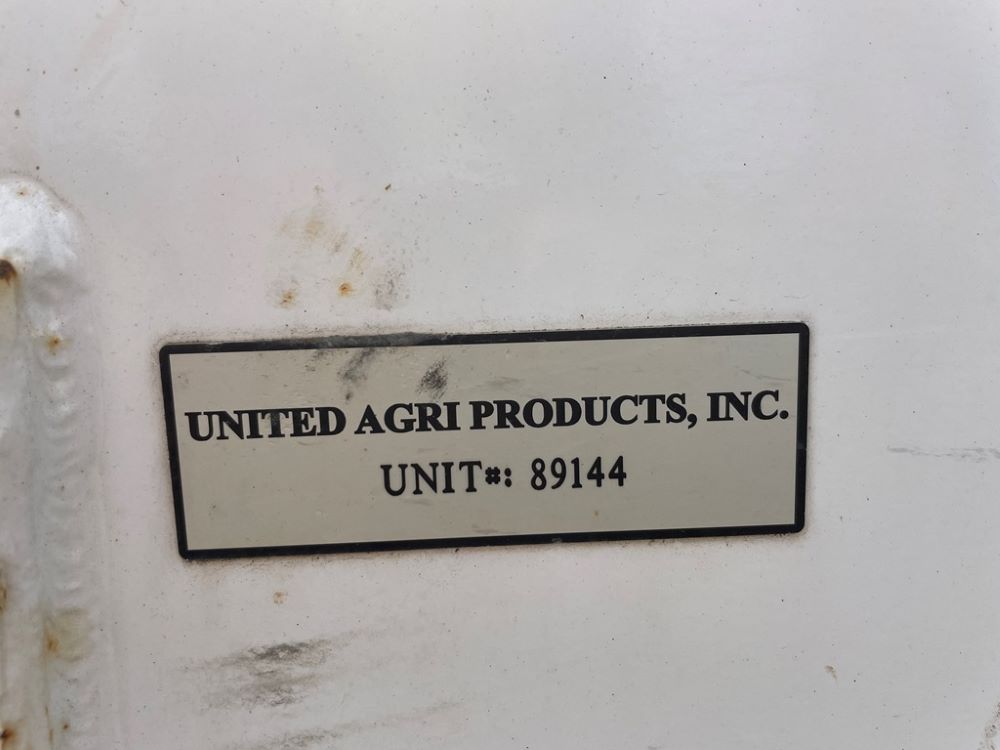 UNITED AGRI PRODUCTS, INC.
UNIT#: 89144